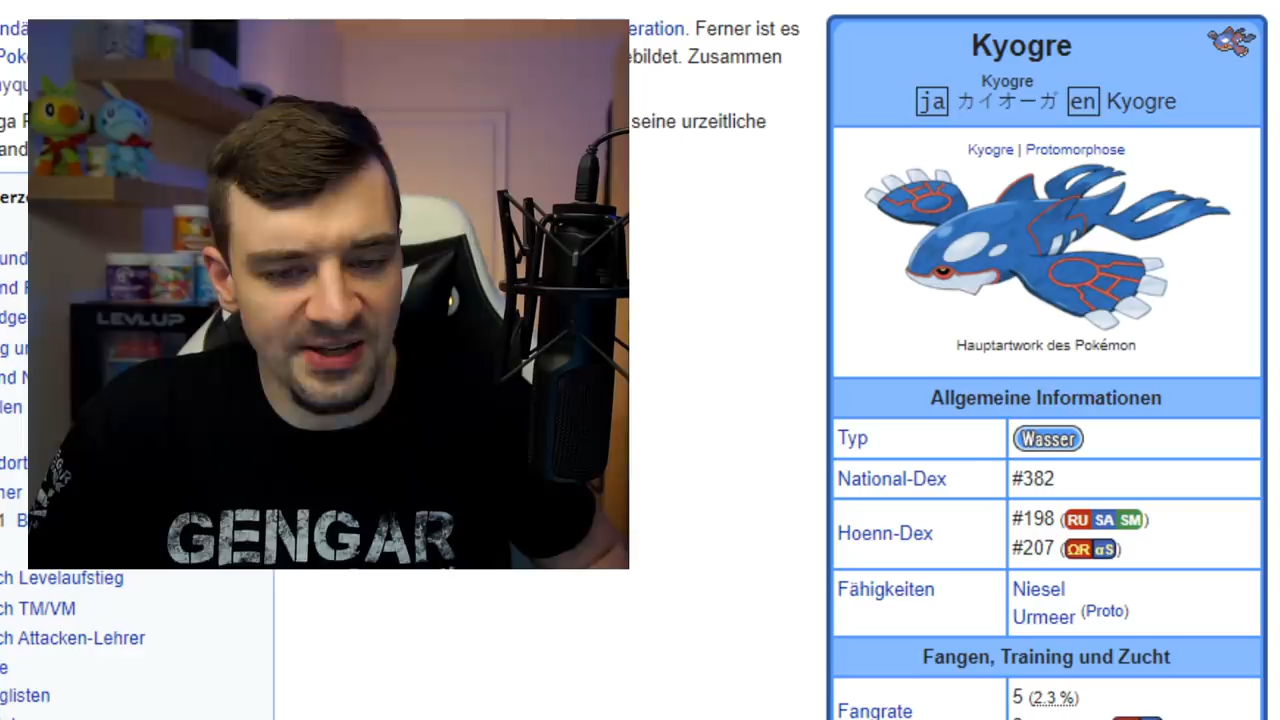 eration. Ferner ist es
ebildet. Zusammen
seine urzeitliche
ch Levelaufstieg
ch TM/VM
ch Attacken-Lehrer
glisten
LEVLUP
GENGAR
Kyogre
Kyogre
ja カイオーガ en Kyogre
Kyogre | Protomorphose
Hauptartwork des Pokémon
Allgemeine Informationen
Typ Wasser
National-Dex #382
Hoenn-Dex #198 (RU SA SM)
#207 (ΩR αS)
Fähigkeiten Niesel
Urmeer (Proto)
Fangen, Training und Zucht
Fangrate 5 (2.3 %)